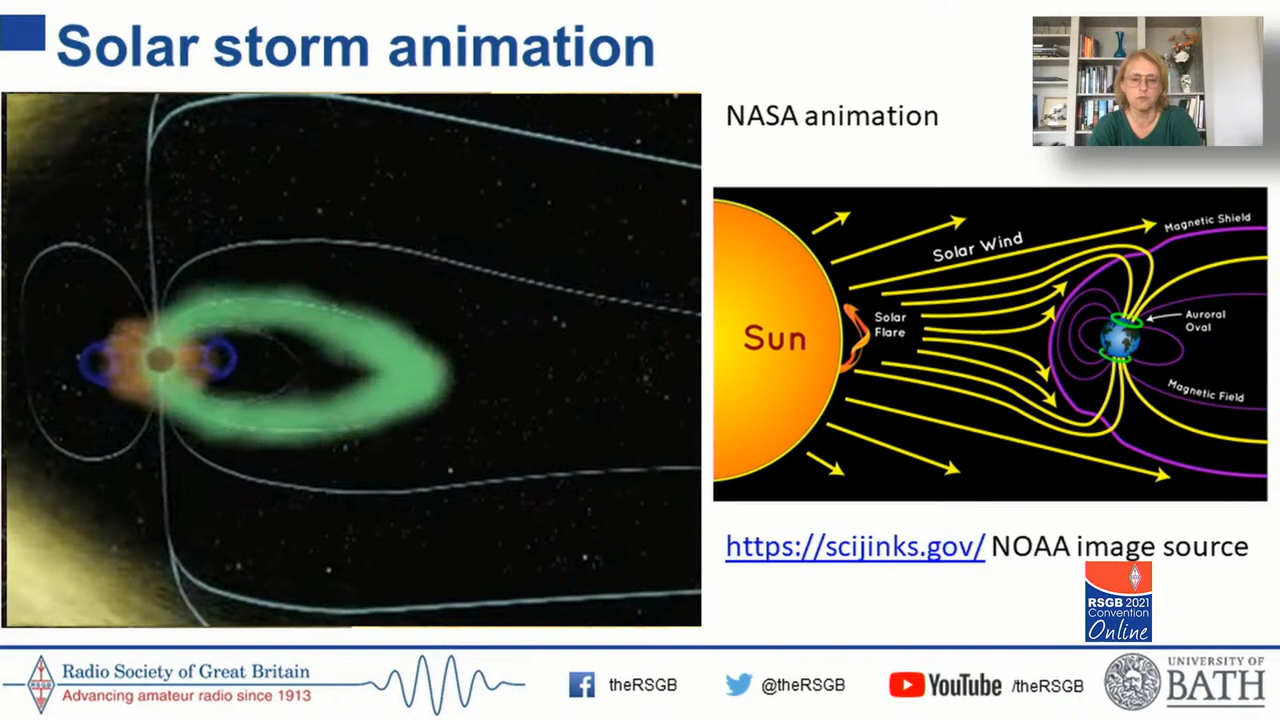 Solar storm animation
NASA animation
Magnetic Shield
Solar Wind
Solar
Flare
Sun
Auroral
Oval
Magnetic Field
https://scijinks.gov/ NOAA image source
RSGB 2021
Convention
Online
RSGB
Radio Society of Great Britain
Advancing amateur radio since 1913
theRSGB
@theRSGB
YouTube /theRSGB
UNIVERSITY OF
BATH